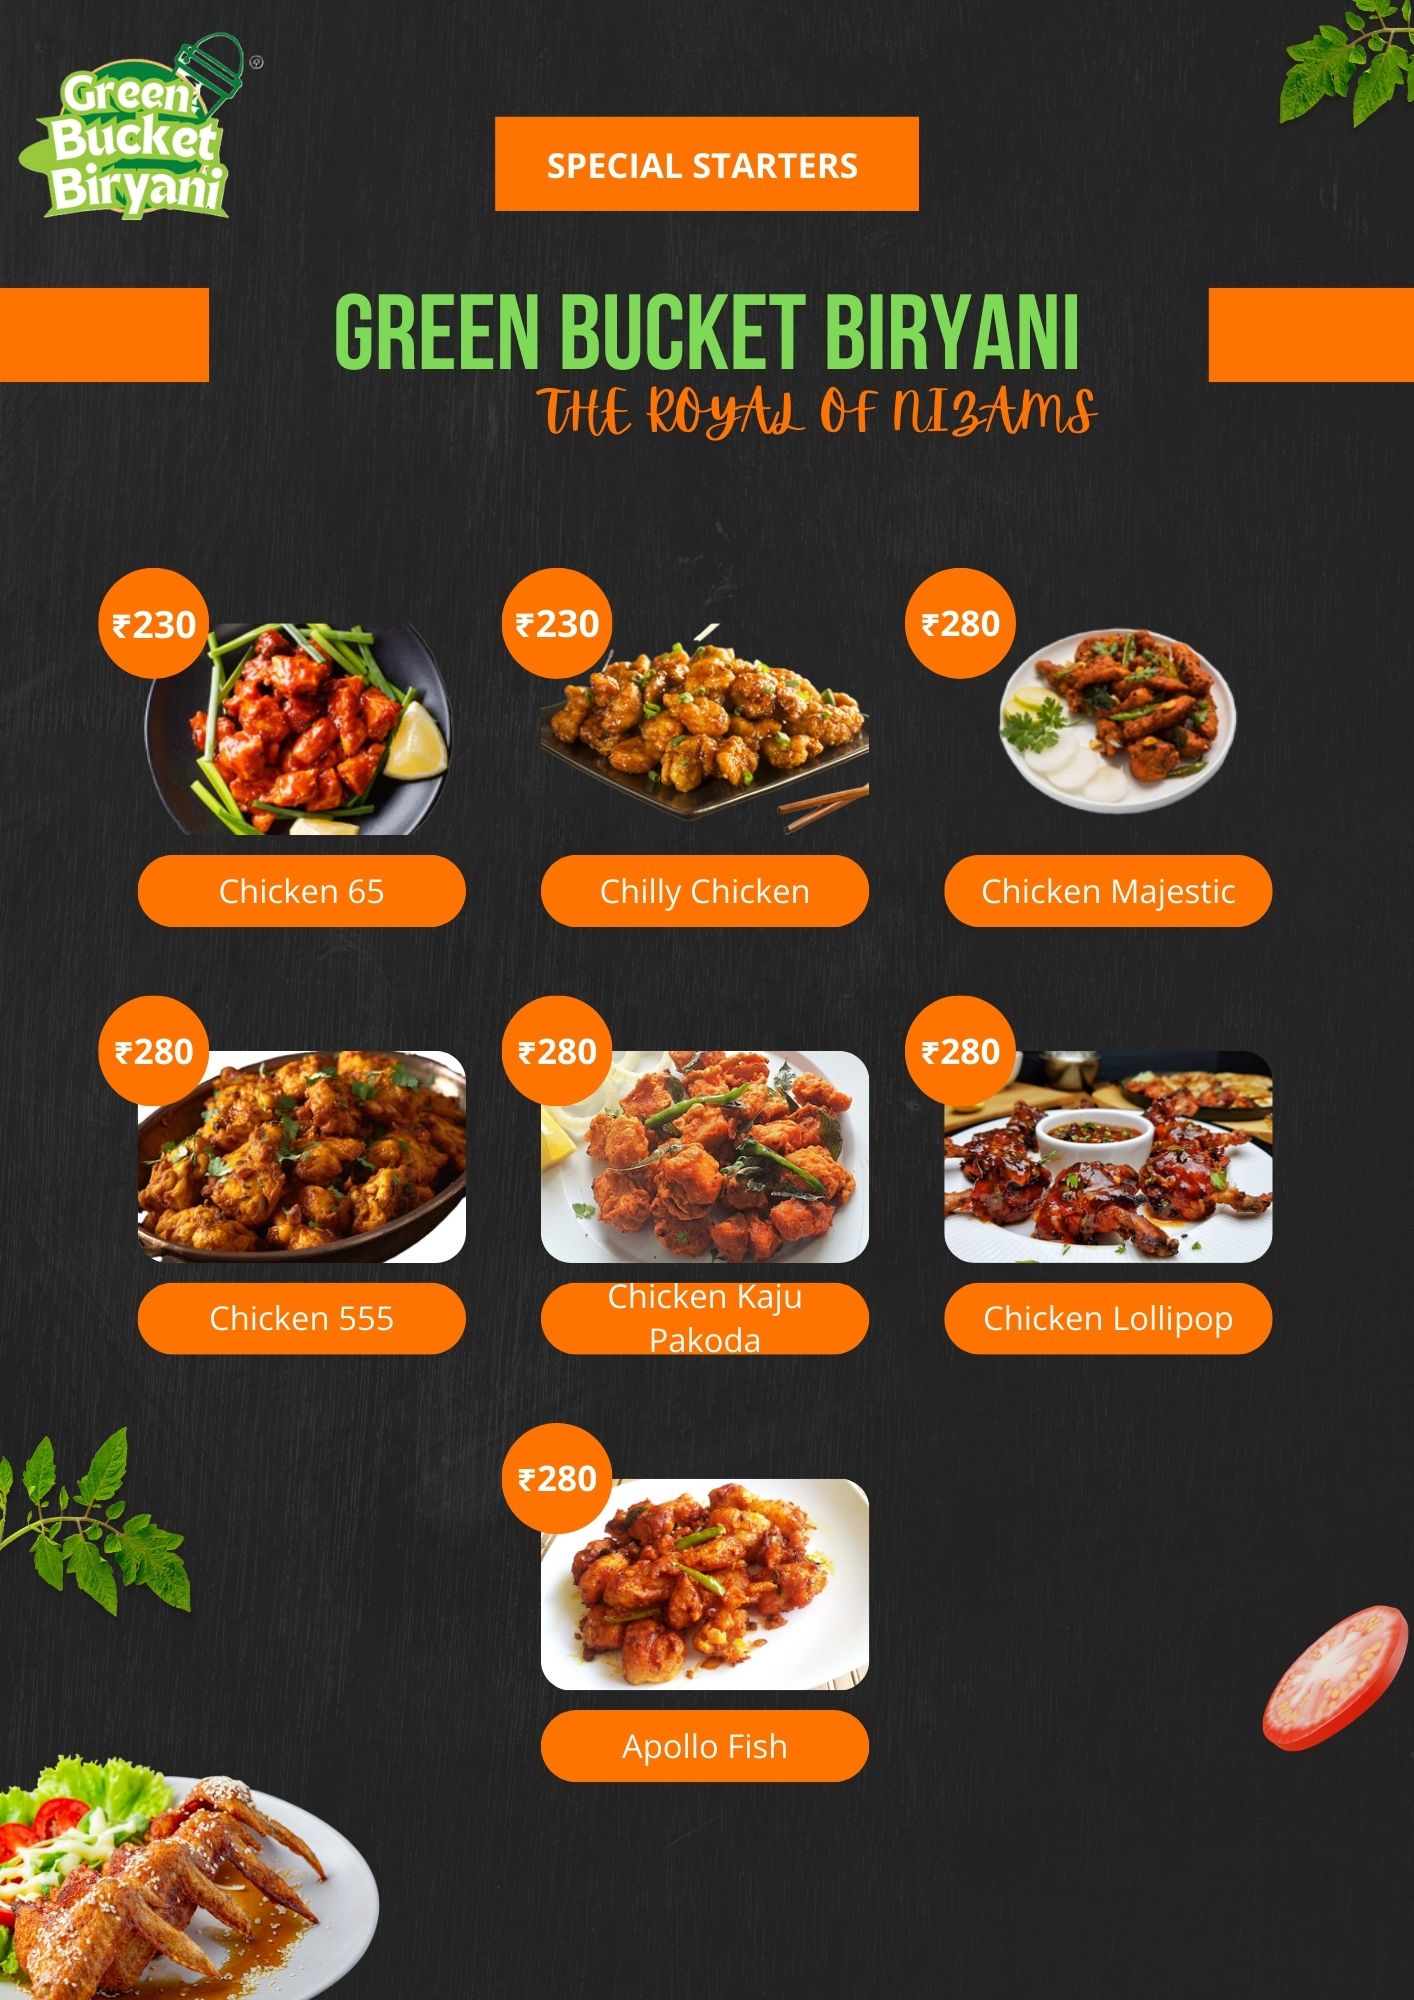 Green
Bucket
Biryani
SPECIAL STARTERS
GREEN BUCKET BIRYANI
THE ROYAL OF NIZAMS
₹230
Chicken 65
₹230
Chilly Chicken
₹280
Chicken Majestic
₹280
Chicken 555
₹280
Chicken Kaju
Pakoda
₹280
Chicken Lollipop
₹280
Apollo Fish